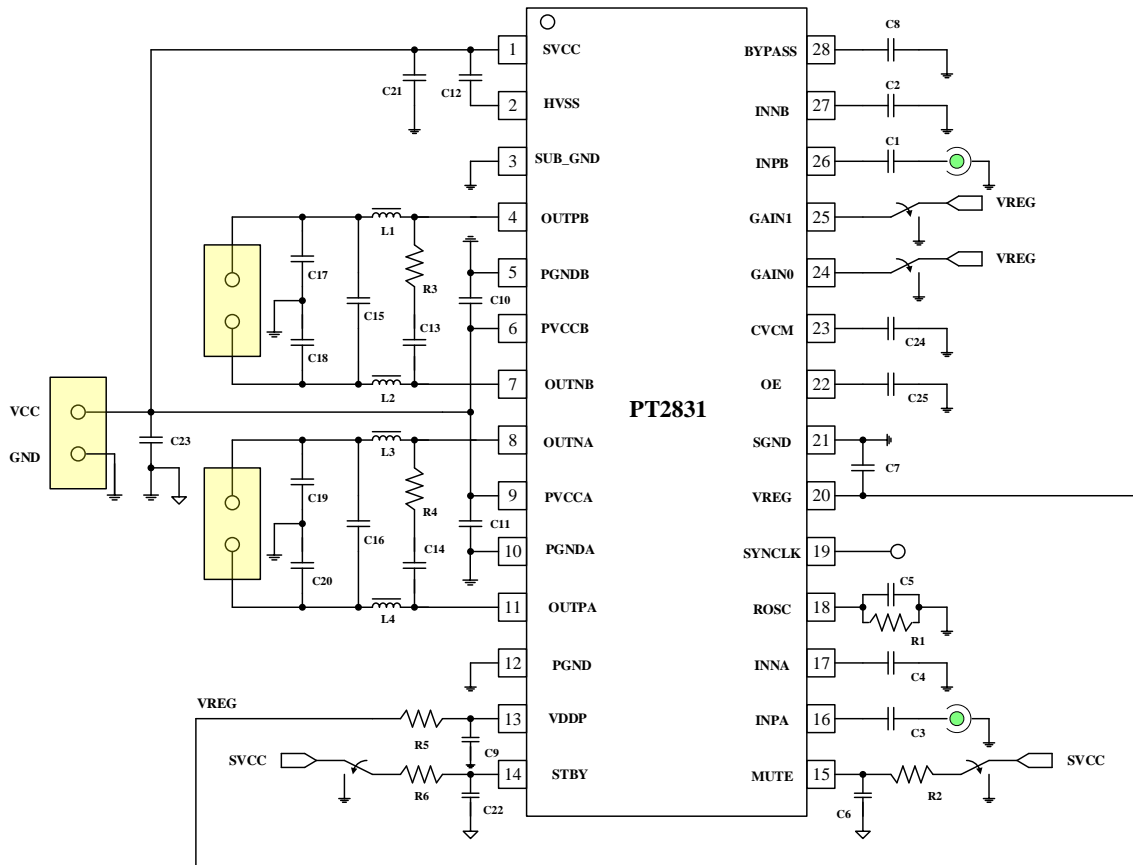 C8
1 SVCC BYPASS 28
C21 C12
C2
2 HVSS INNB 27
C1
3 SUB_GND INPB 26
VREG
4 OUTPB GAIN1 25
L1
VREG
5 PGNDB GAIN0 24
C17 R3 C10
C15 C13
6 PVCCB CVCM 23
C24
C18
7 OUTNB OE 22
L2 C25
PT2831
VCC
C23
GND
8 OUTNA SGND 21
L3 C7
9 PVCCA VREG 20
C19 R4 C11
C16 C14
10 PGNDA SYNCLK 19
C20 C5
11 OUTPA ROSC 18
L4 R1
12 PGND INNA 17
C4
VREG
13 VDDP INPA 16
R5 C9 C3
SVCC SVCC
14 STBY MUTE 15
R6 C22 C6 R2